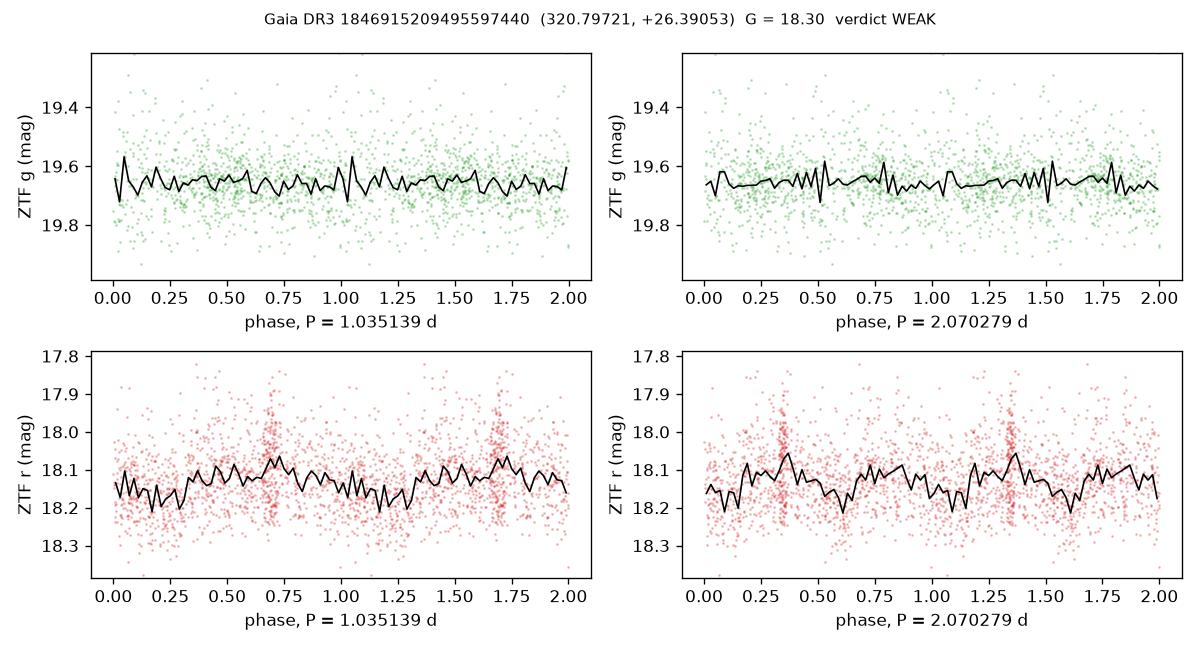 Gaia DR3 1846915209495597440 (320.79721, +26.39053) G = 18.30 verdict WEAK
ZTF g (mag)
19.4
19.6
19.8
0.00 0.25 0.50 0.75 1.00 1.25 1.50 1.75 2.00
phase, P = 1.035139 d
ZTF g (mag)
19.4
19.6
19.8
0.00 0.25 0.50 0.75 1.00 1.25 1.50 1.75 2.00
phase, P = 2.070279 d
ZTF r (mag)
17.8
17.9
18.0
18.1
18.2
18.3
0.00 0.25 0.50 0.75 1.00 1.25 1.50 1.75 2.00
phase, P = 1.035139 d
ZTF r (mag)
17.8
17.9
18.0
18.1
18.2
18.3
0.00 0.25 0.50 0.75 1.00 1.25 1.50 1.75 2.00
phase, P = 2.070279 d